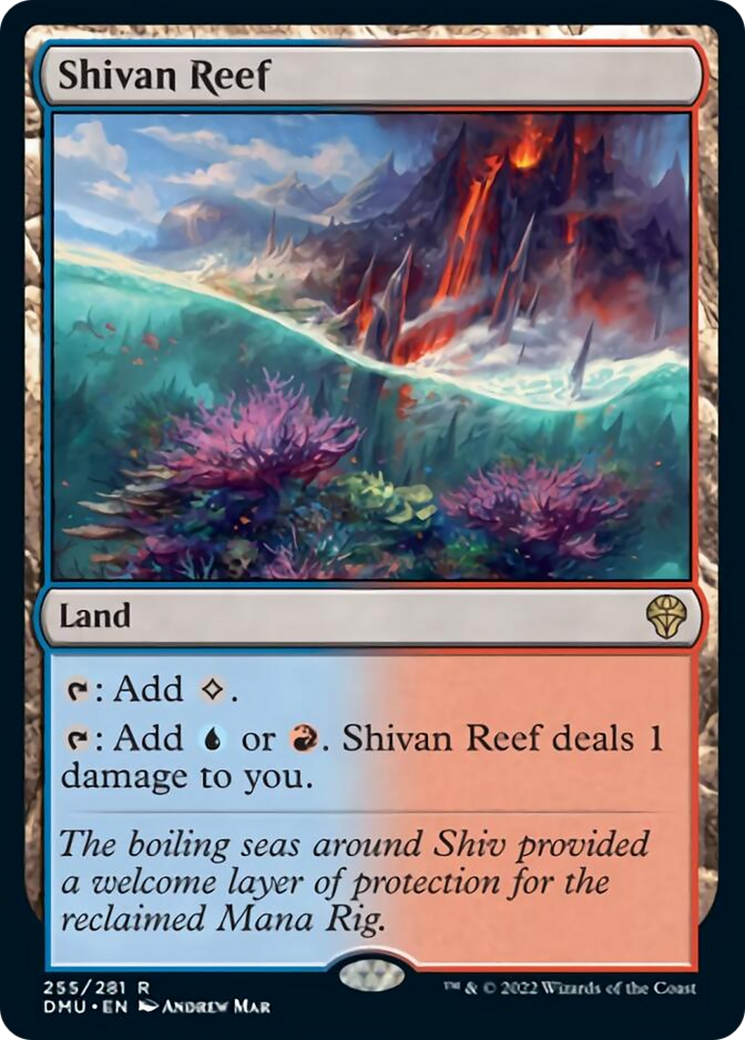 Shivan Reef
Land
: Add .
: Add or . Shivan Reef deals 1
damage to you.
The boiling seas around Shiv provided
a welcome layer of protection for the
reclaimed Mana Rig.
255/281 R
DMU • EN Andrew Mar
™ & © 2022 Wizards of the Coast